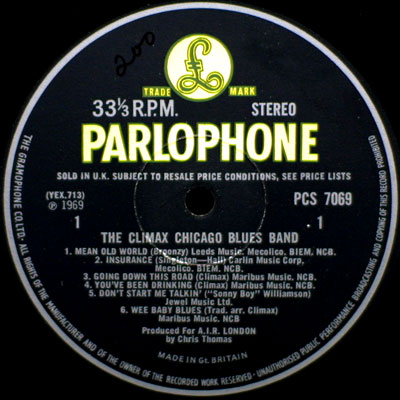 200
£
TRADE MARK
33⅓ R.P.M. STEREO
PARLOPHONE
SOLD IN U.K. SUBJECT TO RESALE PRICE CONDITIONS, SEE PRICE LISTS
(YEX.713) PCS 7069
℗ 1969
1 1
THE CLIMAX CHICAGO BLUES BAND
1. MEAN OLD WORLD (Broonzy) Leeds Music. Mecolico. BIEM, NCB.
2. INSURANCE (Singleton—Hall) Carlin Music Corp,
Mecolico. BIEM. NCB.
3. GOING DOWN THIS ROAD (Climax) Maribus Music. NCB.
4. YOU'VE BEEN DRINKING (Climax) Maribus Music. NCB
5. DON'T START ME TALKIN' ("Sonny Boy" Williamson)
Jewel Music Ltd.
6. WEE BABY BLUES (Trad. arr. Climax)
Maribus Music. NCB
Produced For A.I.R. LONDON
by Chris Thomas
MADE IN Gt. BRITAIN
THE GRAMOPHONE CO. LTD. ALL RIGHTS OF THE MANUFACTURER AND OF THE OWNER OF THE RECORDED WORK RESERVED. UNAUTHORISED PUBLIC PERFORMANCE BROADCASTING AND COPYING OF THIS RECORD PROHIBITED